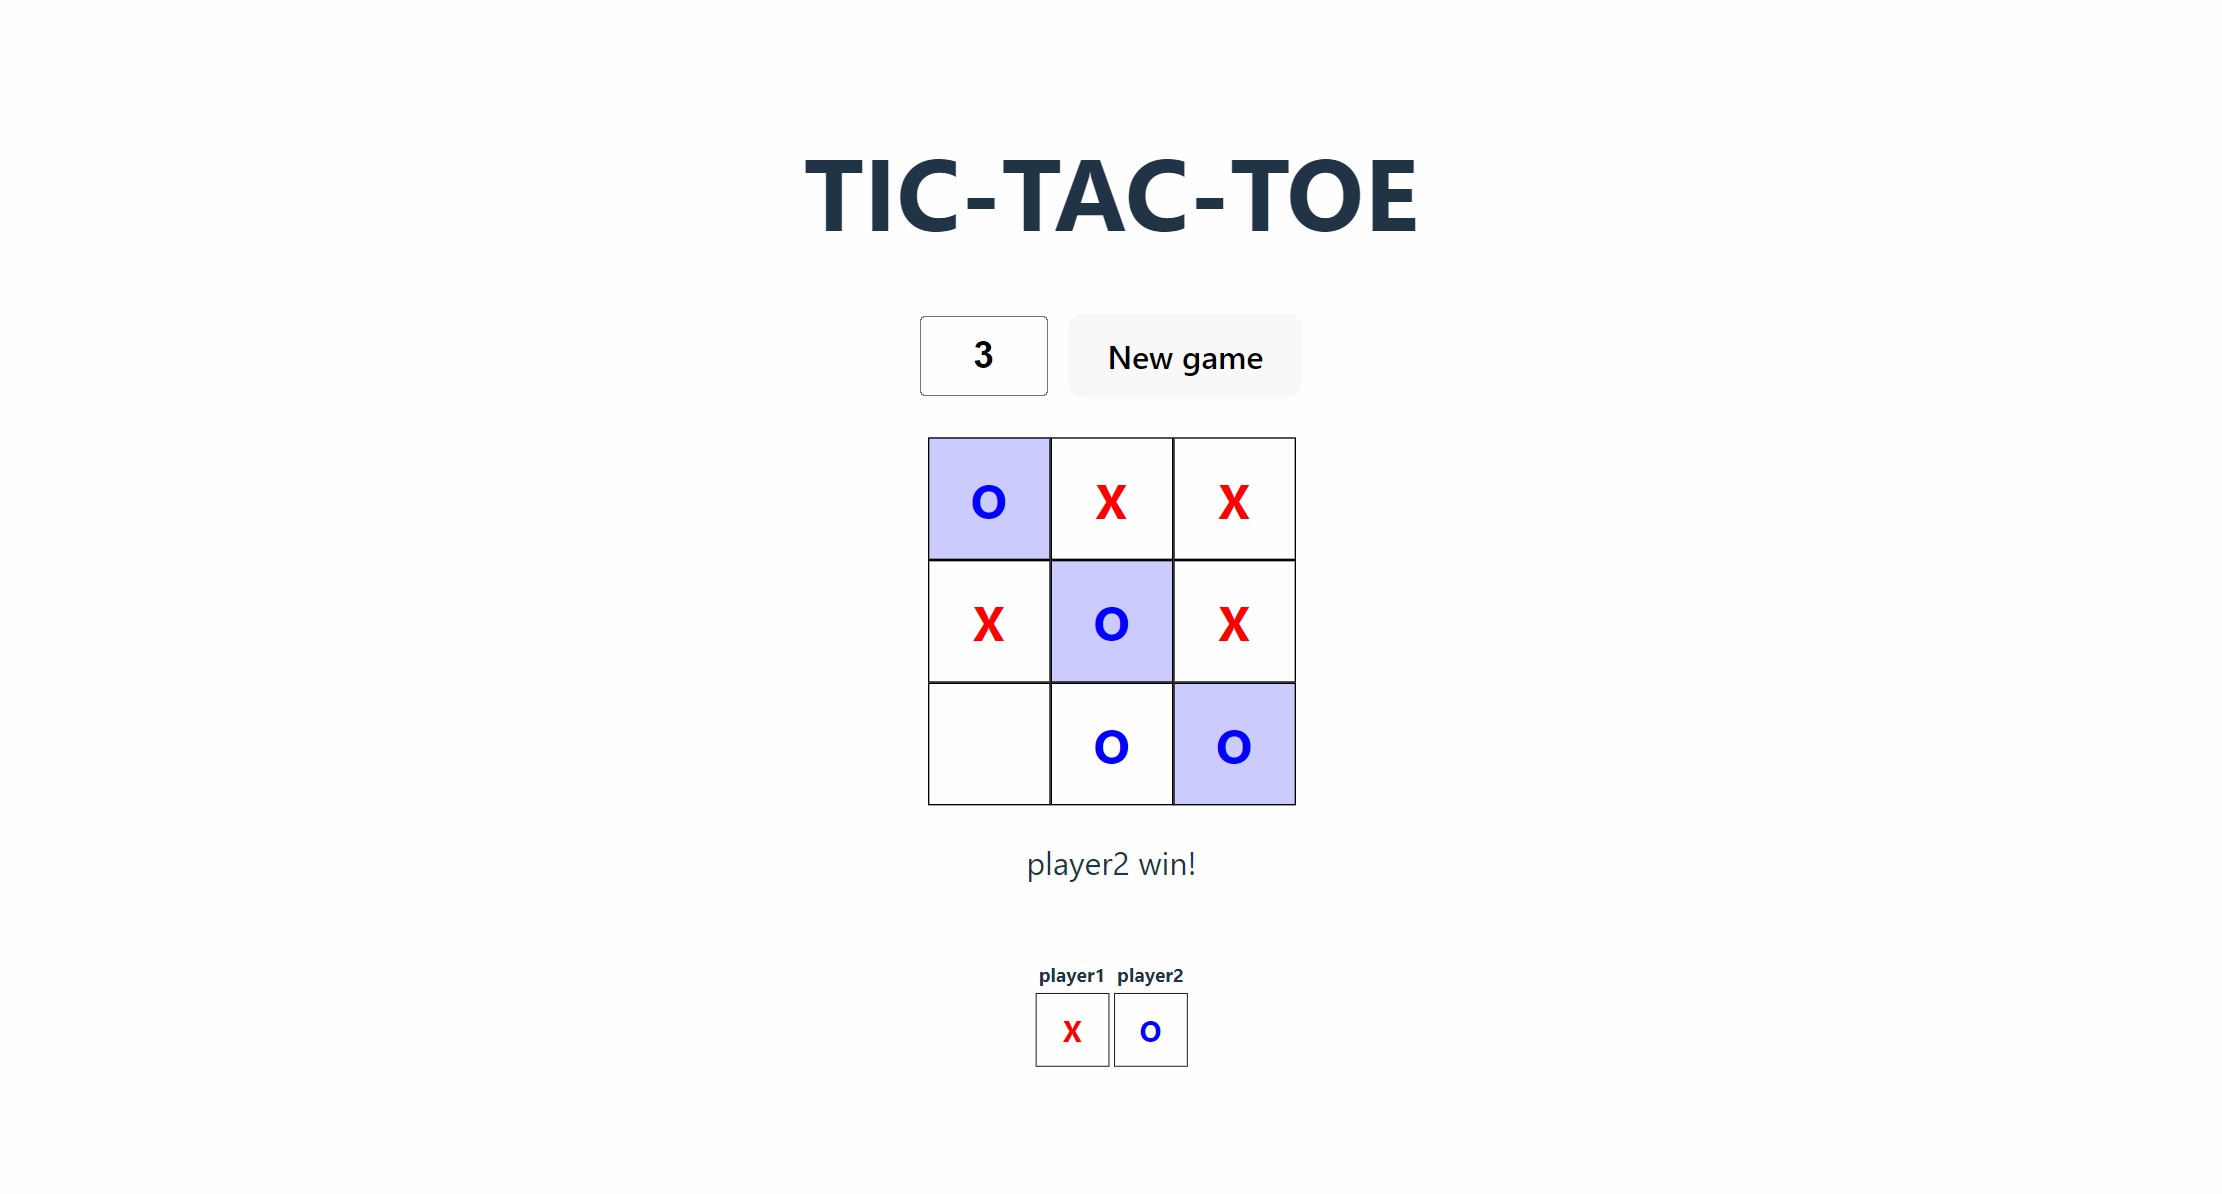 TIC-TAC-TOE
3 New game
O X X
X O X
O O
player2 win!
player1 player2
X O